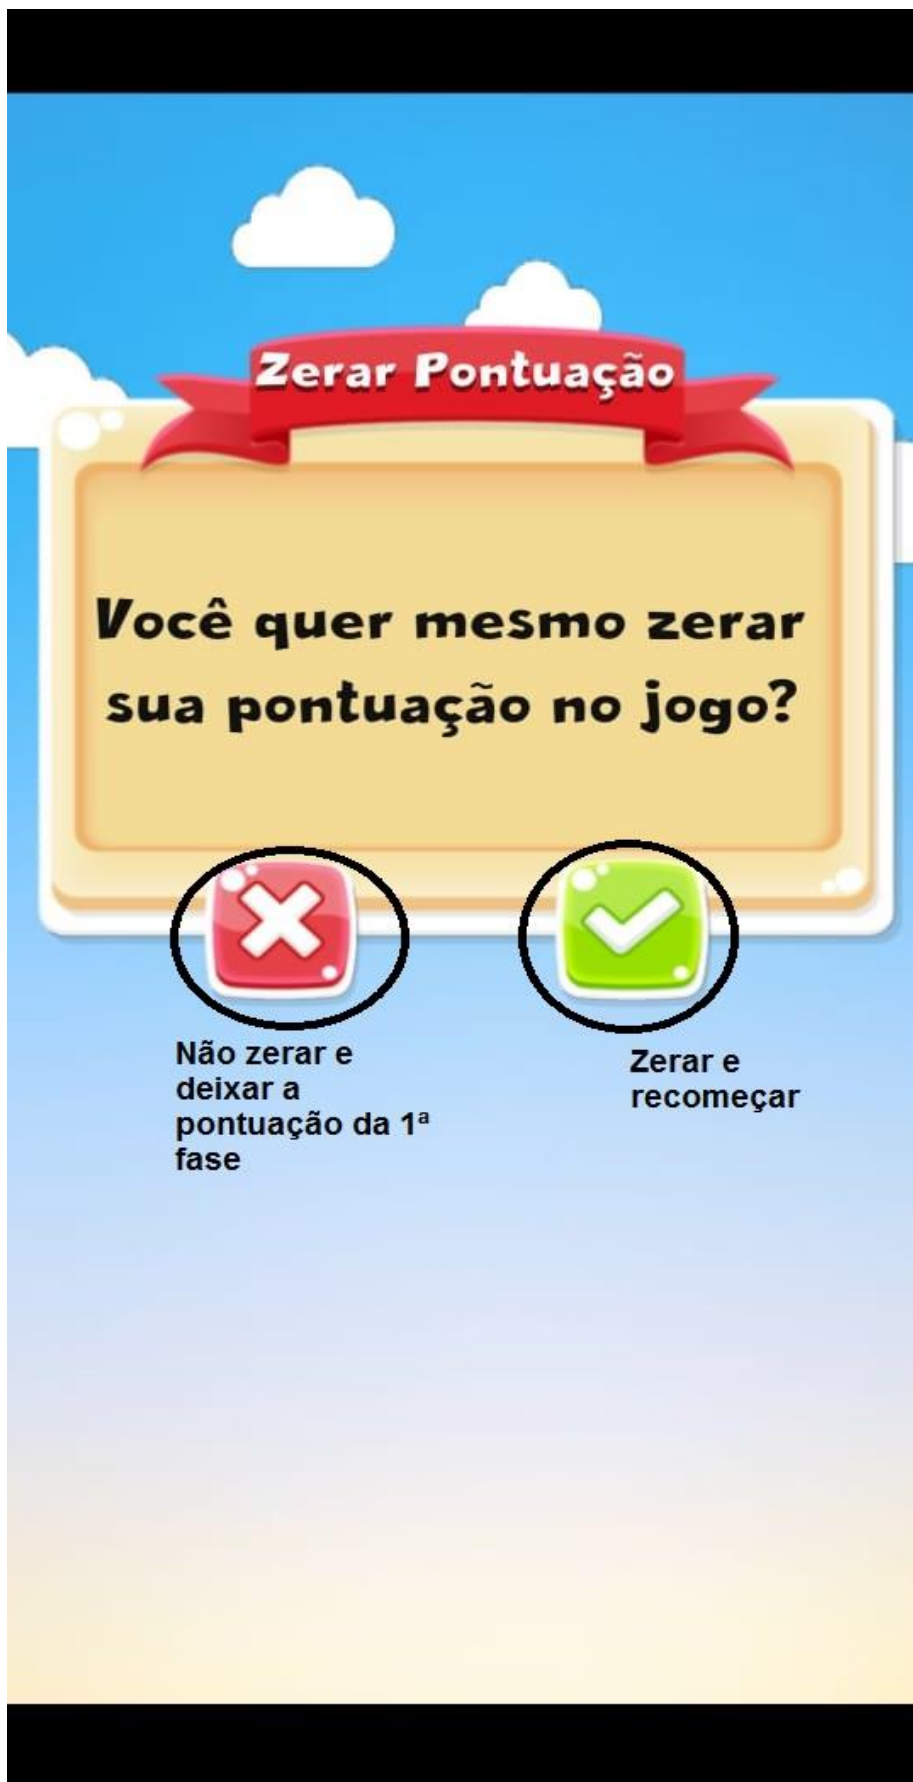 Zerar Pontuação
Você quer mesmo zerar
sua pontuação no jogo?
Não zerar e
deixar a
pontuação da 1ª
fase
Zerar e
recomeçar